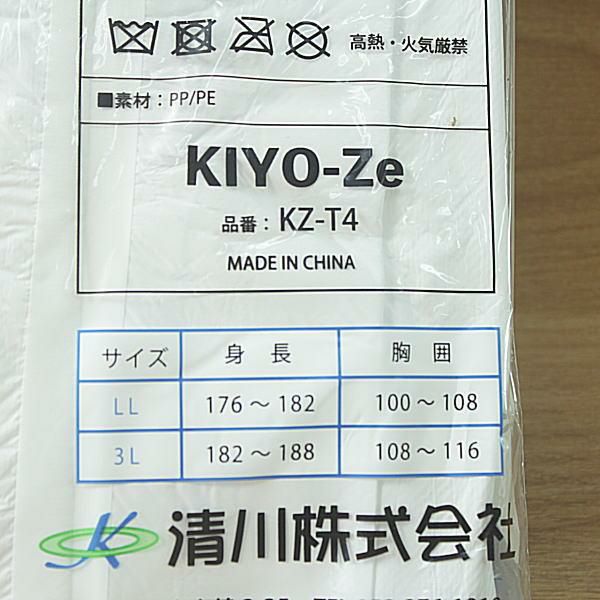 高熱・火気厳禁
■素材：PP/PE
KIYO-Ze
品番：KZ-T4
MADE IN CHINA
サイズ 身 長 胸 囲
LL 176～182 100～108
3L 182～188 108～116
K 清川株式会社